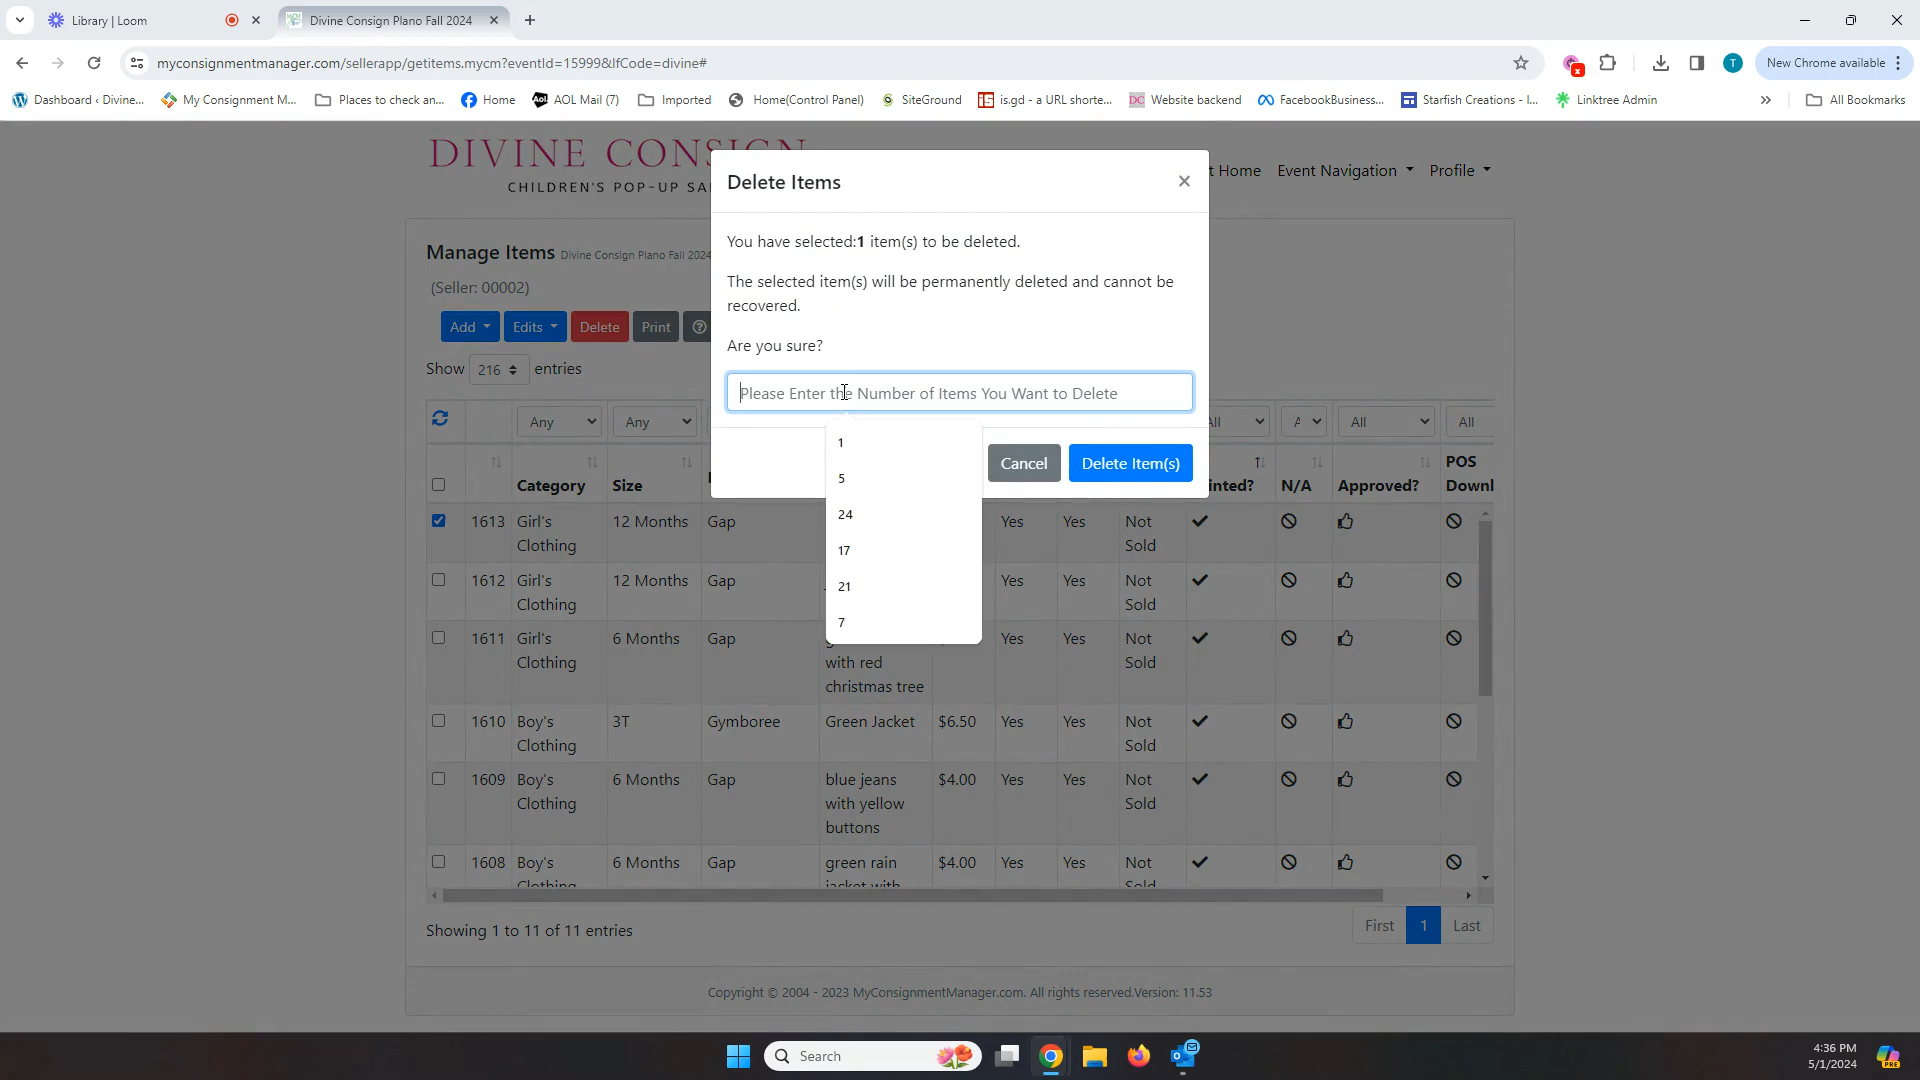 Library | Loom
Divine Consign Plano Fall 2024
myconsignmentmanager.com/sellerapp/getitems.mycm?eventId=15999&lfCode=divine#
New Chrome available
Dashboard ‹ Divine...
My Consignment M...
Places to check an...
Home
AOL Mail (7)
Imported
Home(Control Panel)
SiteGround
is.gd - a URL shorte...
Website backend
FacebookBusiness...
Starfish Creations - I...
Linktree Admin
All Bookmarks
DIVINE CONSIGN
CHILDREN'S POP-UP SA
t Home
Event Navigation
Profile
Delete Items
You have selected:1 item(s) to be deleted.
The selected item(s) will be permanently deleted and cannot be
recovered.
Are you sure?
Please Enter the Number of Items You Want to Delete
1
5
24
17
21
7
Cancel
Delete Item(s)
Manage Items Divine Consign Plano Fall 2024
(Seller: 00002)
Add
Edits
Delete
Print
Show 216 entries
Any
Any
All
All
All
Category
Size
inted?
N/A
Approved?
POS
Downl
1613 Girl's Clothing 12 Months Gap Yes Yes Not Sold
1612 Girl's Clothing 12 Months Gap Yes Yes Not Sold
1611 Girl's Clothing 6 Months Gap with red christmas tree Yes Yes Not Sold
1610 Boy's Clothing 3T Gymboree Green Jacket $6.50 Yes Yes Not Sold
1609 Boy's Clothing 6 Months Gap blue jeans with yellow buttons $4.00 Yes Yes Not Sold
1608 Boy's Clothing 6 Months Gap green rain jacket with $4.00 Yes Yes Not Sold
Showing 1 to 11 of 11 entries
First
1
Last
Copyright © 2004 - 2023 MyConsignmentManager.com. All rights reserved.Version: 11.53
Search
4:36 PM
5/1/2024